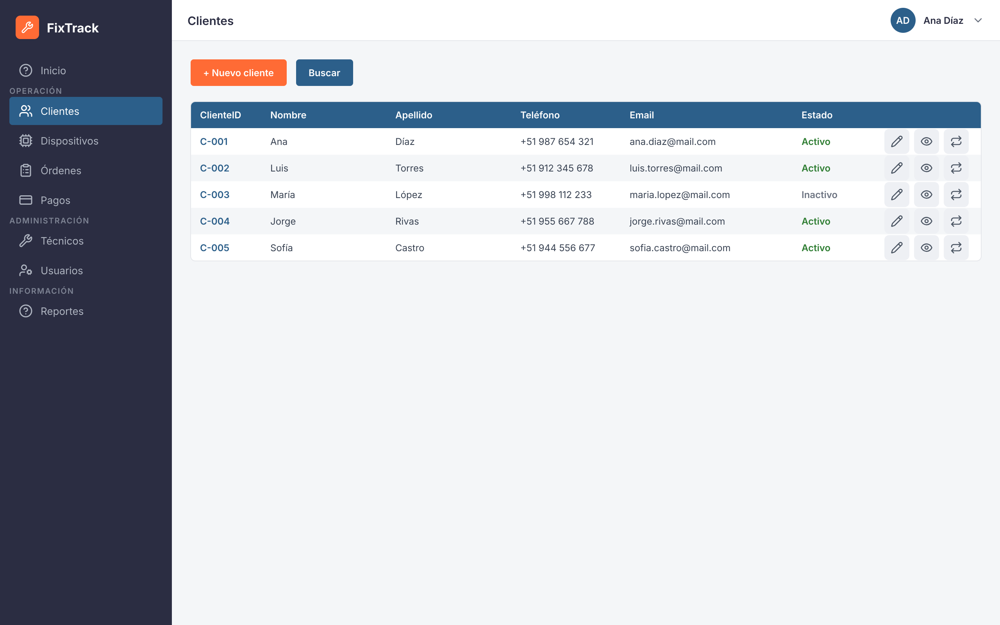 FixTrack
Inicio
OPERACIÓN
Clientes
Dispositivos
Órdenes
Pagos
ADMINISTRACIÓN
Técnicos
Usuarios
INFORMACIÓN
Reportes
Clientes
AD Ana Díaz
+ Nuevo cliente Buscar
ClienteID Nombre Apellido Teléfono Email Estado
C-001 Ana Díaz +51 987 654 321 ana.diaz@mail.com Activo
C-002 Luis Torres +51 912 345 678 luis.torres@mail.com Activo
C-003 María López +51 998 112 233 maria.lopez@mail.com Inactivo
C-004 Jorge Rivas +51 955 667 788 jorge.rivas@mail.com Activo
C-005 Sofía Castro +51 944 556 677 sofia.castro@mail.com Activo